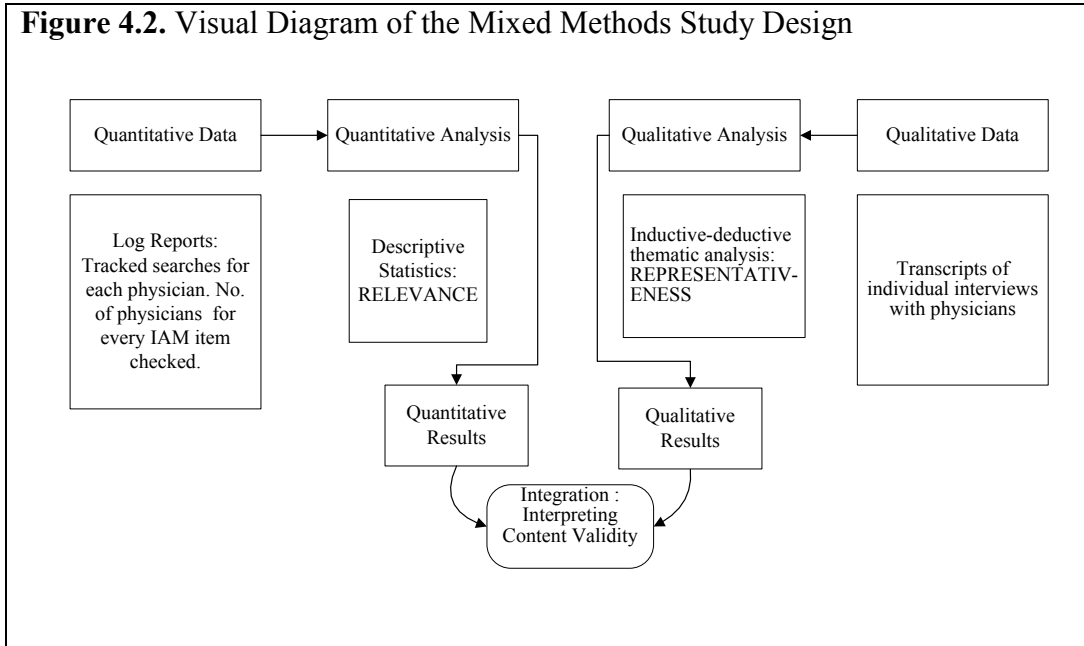 Figure 4.2. Visual Diagram of the Mixed Methods Study Design
Quantitative Data
Quantitative Analysis
Qualitative Analysis
Qualitative Data
Log Reports:
Tracked searches for
each physician. No.
of physicians for
every IAM item
checked.
Descriptive
Statistics:
RELEVANCE
Inductive-deductive
thematic analysis:
REPRESENTATIV-
ENESS
Transcripts of
individual interviews
with physicians
Quantitative
Results
Qualitative
Results
Integration :
Interpreting
Content Validity